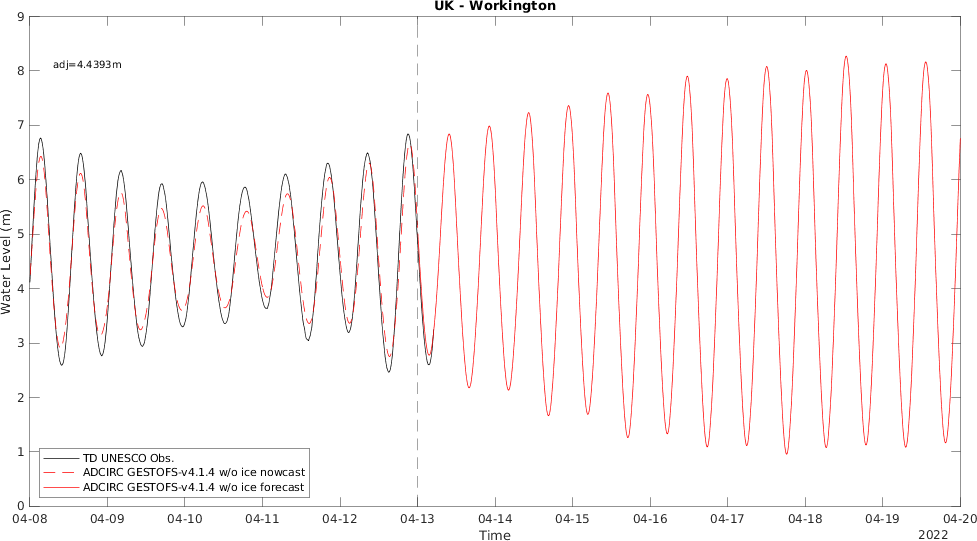 UK - Workington
9
8
7
6
5
4
3
2
1
0
Water Level (m)
adj=4.4393m
TD UNESCO Obs.
ADCIRC GESTOFS-v4.1.4 w/o ice nowcast
ADCIRC GESTOFS-v4.1.4 w/o ice forecast
04-08 04-09 04-10 04-11 04-12 04-13 04-14 04-15 04-16 04-17 04-18 04-19 04-20
Time
2022